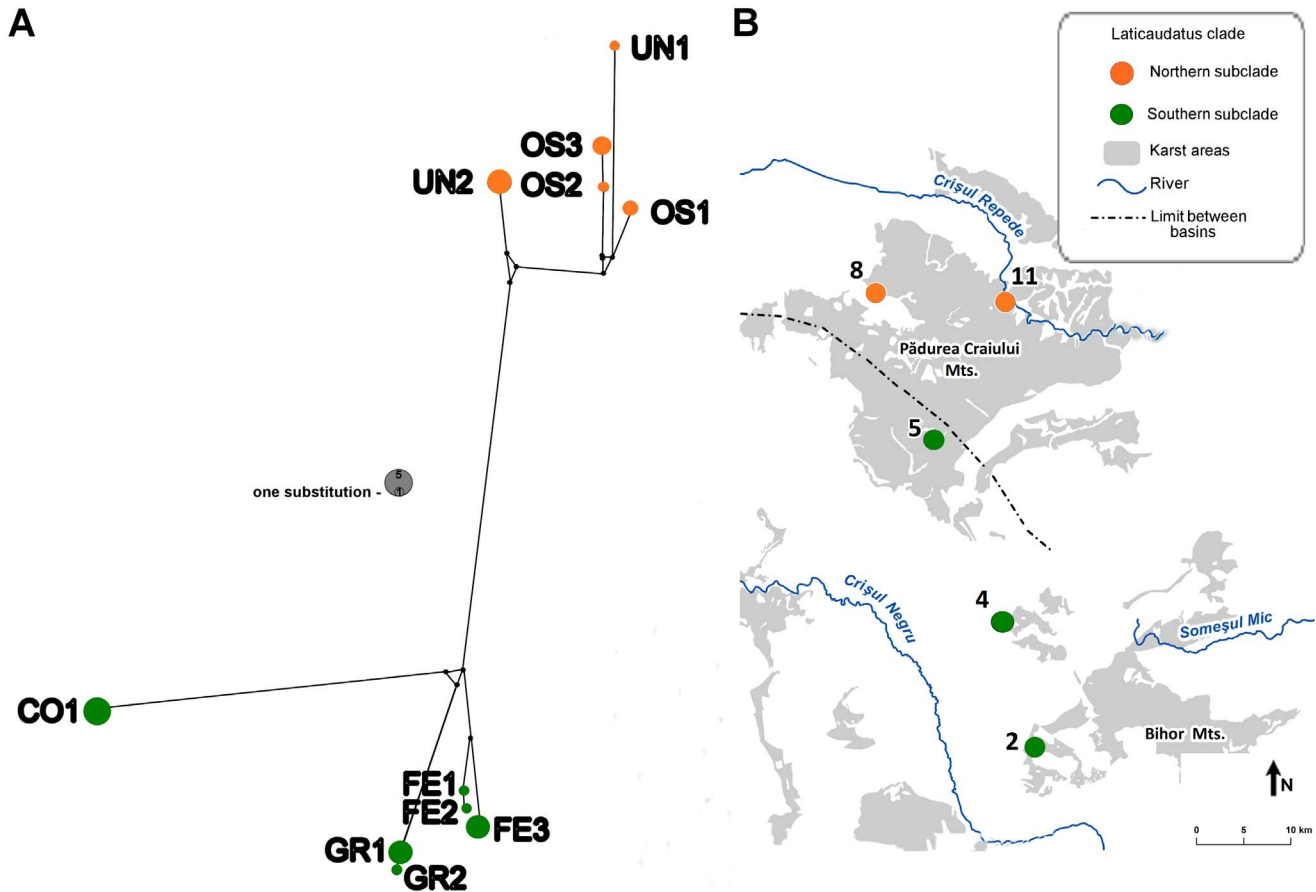 A
UN1
OS3
UN2
OS2
OS1
5
1
one substitution -
CO1
FE1
FE2
FE3
GR1
GR2
B
Laticaudatus clade
Northern subclade
Southern subclade
Karst areas
River
Limit between
basins
Crişul Repede
8
11
Pădurea Craiului
Mts.
5
4
Crişul Negru
Someşul Mic
2
Bihor Mts.
N
0 5 10 km